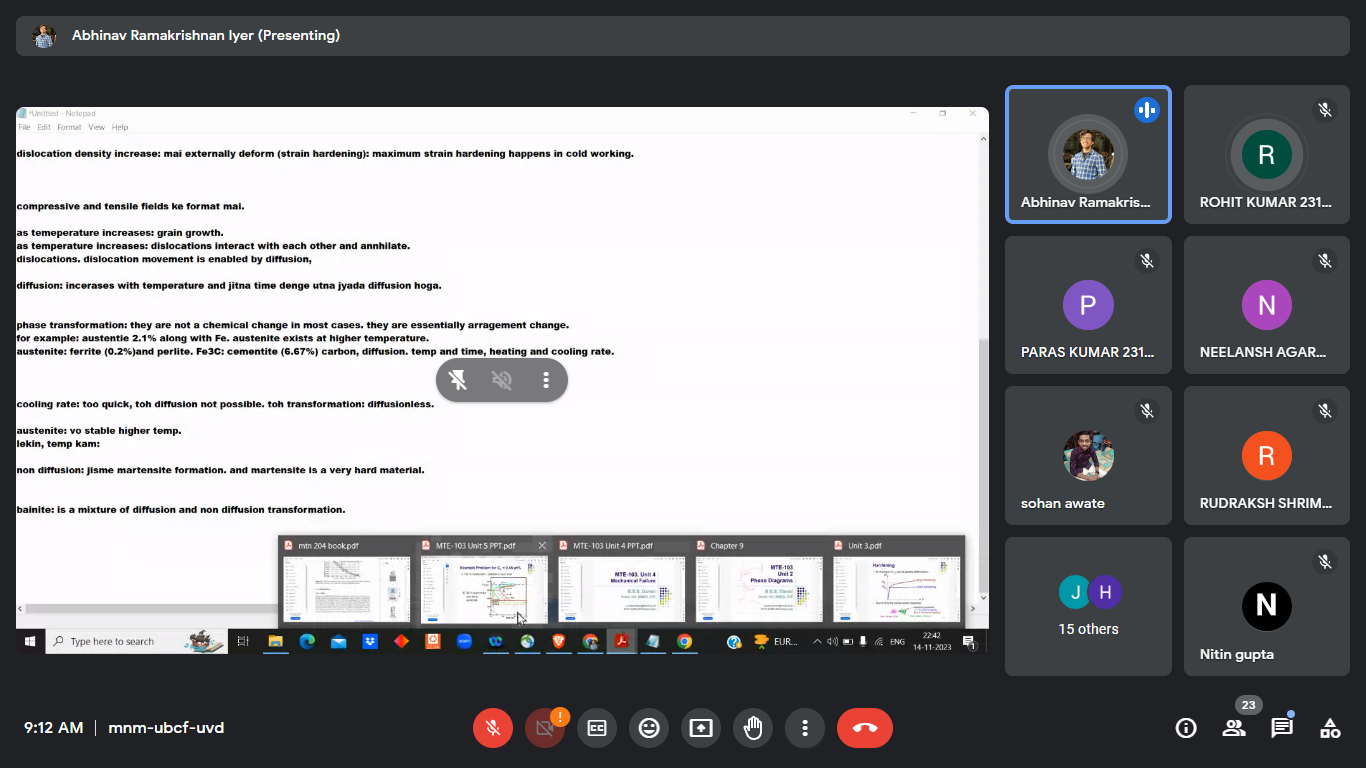 Abhinav Ramakrishnan Iyer (Presenting)
*Untitled - Notepad
File Edit Format View Help
dislocation density increase: mai externally deform (strain hardening): maximum strain hardening happens in cold working.
compressive and tensile fields ke format mai.
as temeperature increases: grain growth.
as temperature increases: dislocations interact with each other and annhilate.
dislocations. dislocation movement is enabled by diffusion,
diffusion: incerases with temperature and jitna time denge utna jyada diffusion hoga.
phase transformation: they are not a chemical change in most cases. they are essentially arragement change.
for example: austentie 2.1% along with Fe. austenite exists at higher temperature.
austenite: ferrite (0.2%)and perlite. Fe3C: cementite (6.67%) carbon, diffusion. temp and time, heating and cooling rate.
cooling rate: too quick, toh diffusion not possible. toh transformation: diffusionless.
austenite: vo stable higher temp.
lekin, temp kam:
non diffusion: jisme martensite formation. and martensite is a very hard material.
bainite: is a mixture of diffusion and non diffusion transformation.
mtn 204 book.pdf
MTE-103 Unit 5 PPT.pdf
MTE-103 Unit 4 PPT.pdf
Chapter 9
Unit 3.pdf
MTE-103, Unit 4
Mechanical Failure
B.S.S. Daniel
MTE-103
Unit 2
Phase Diagrams
B.S.S. Daniel
Hardening
Type here to search
EUR...
ENG
22:42
14-11-2023
1
Abhinav Ramakris...
R
ROHIT KUMAR 231...
P
PARAS KUMAR 231...
N
NEELANSH AGAR...
sohan awate
R
RUDRAKSH SHRIM...
J H
15 others
N
Nitin gupta
9:12 AM | mnm-ubcf-uvd
!
23